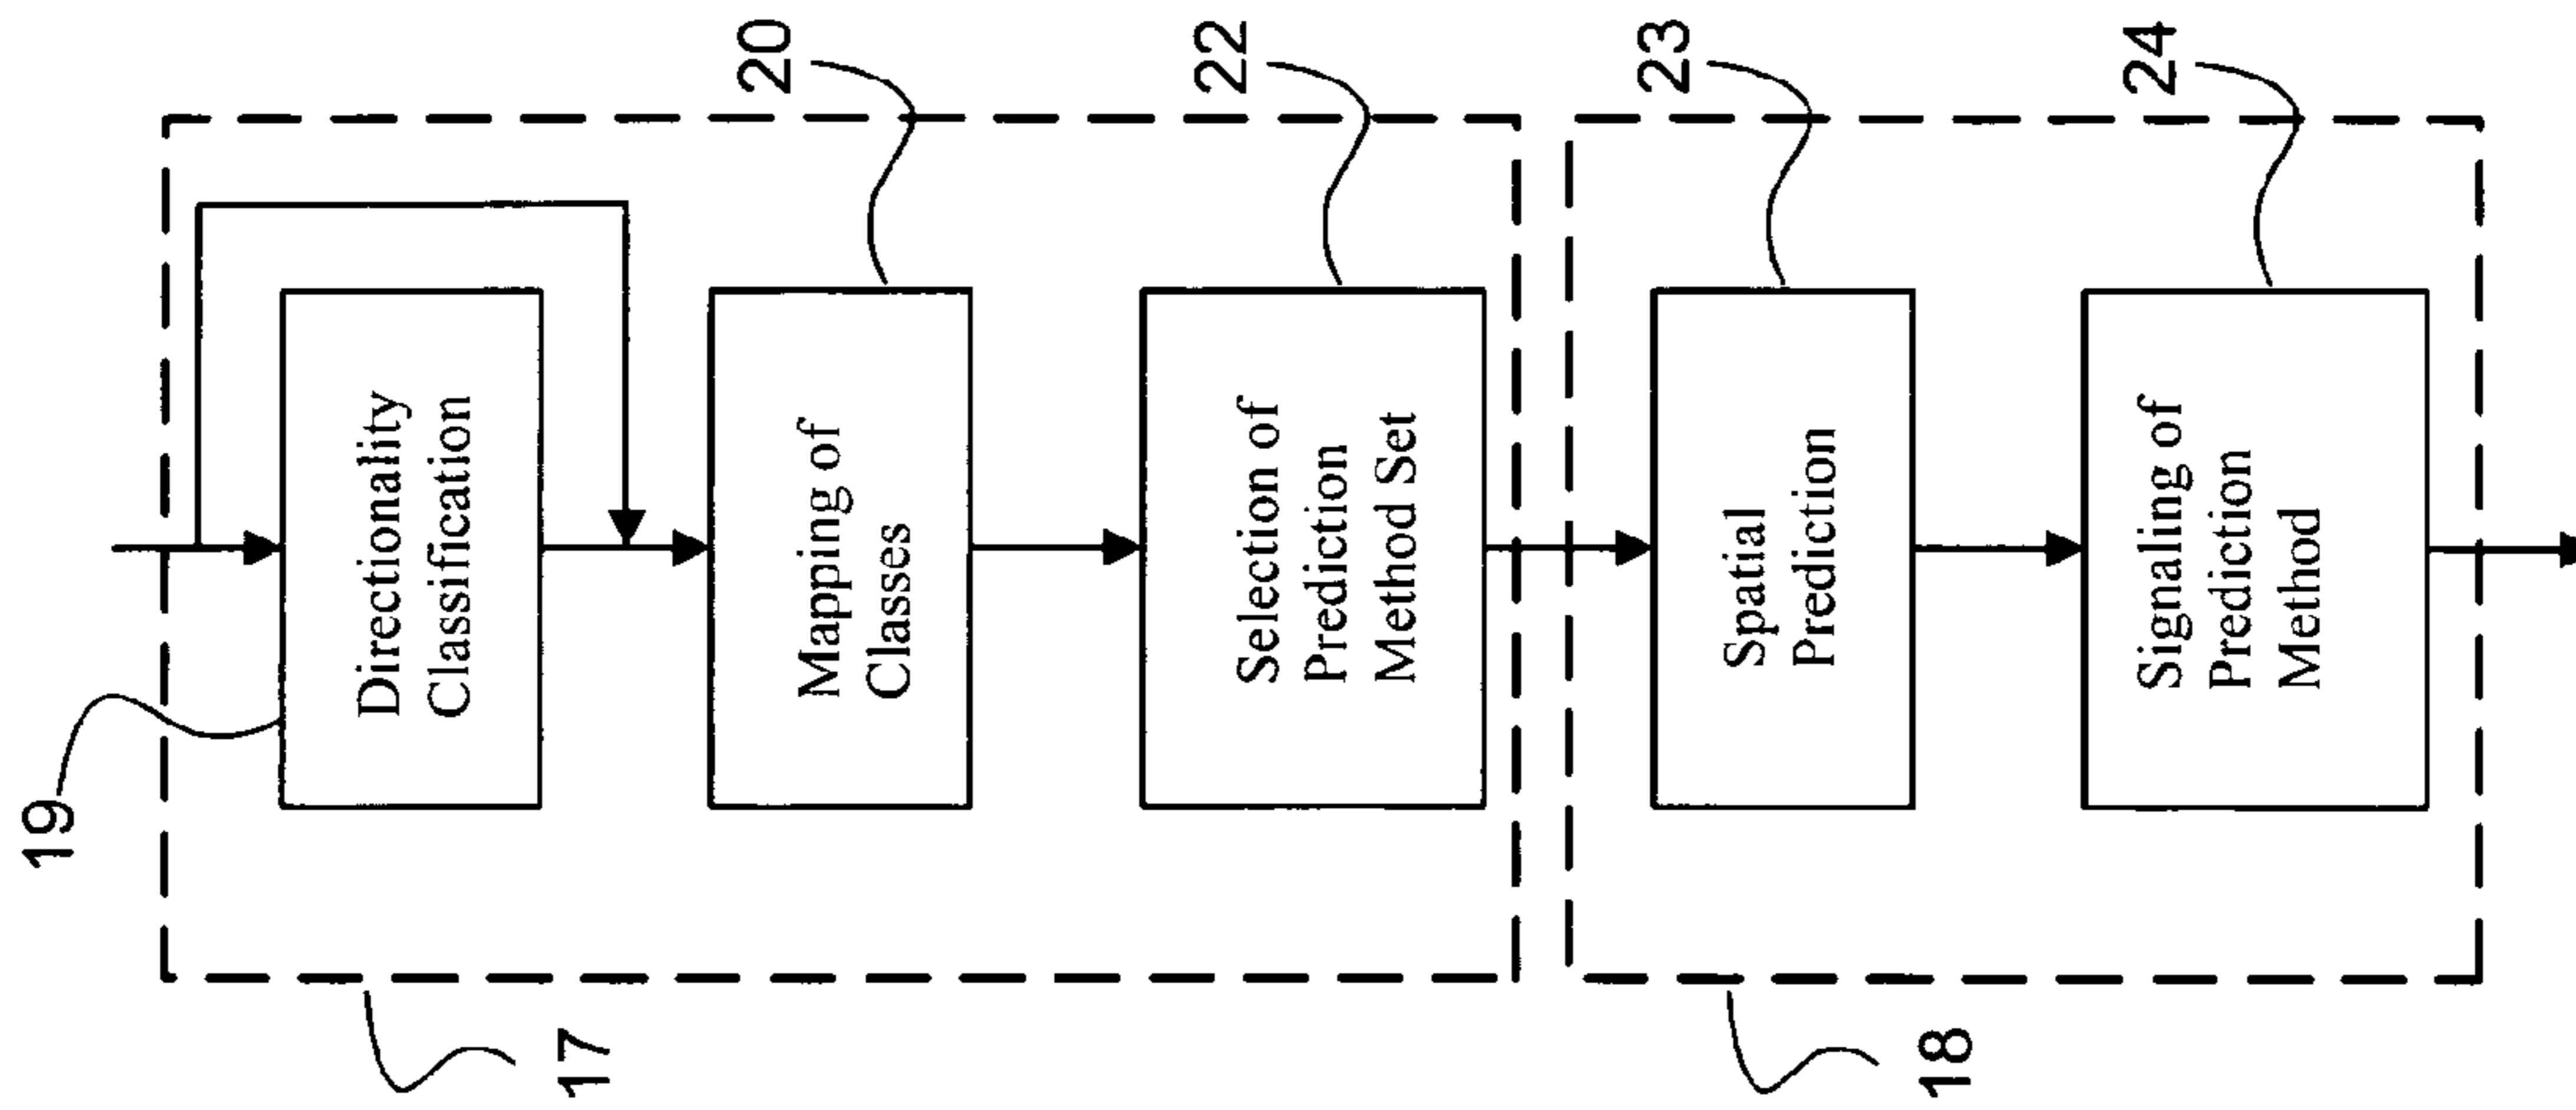 19
Directionality
Classification
20
Mapping of
Classes
22
Selection of
Prediction
Method Set
17
23
Spatial
Prediction
24
Signaling of
Prediction
Method
18